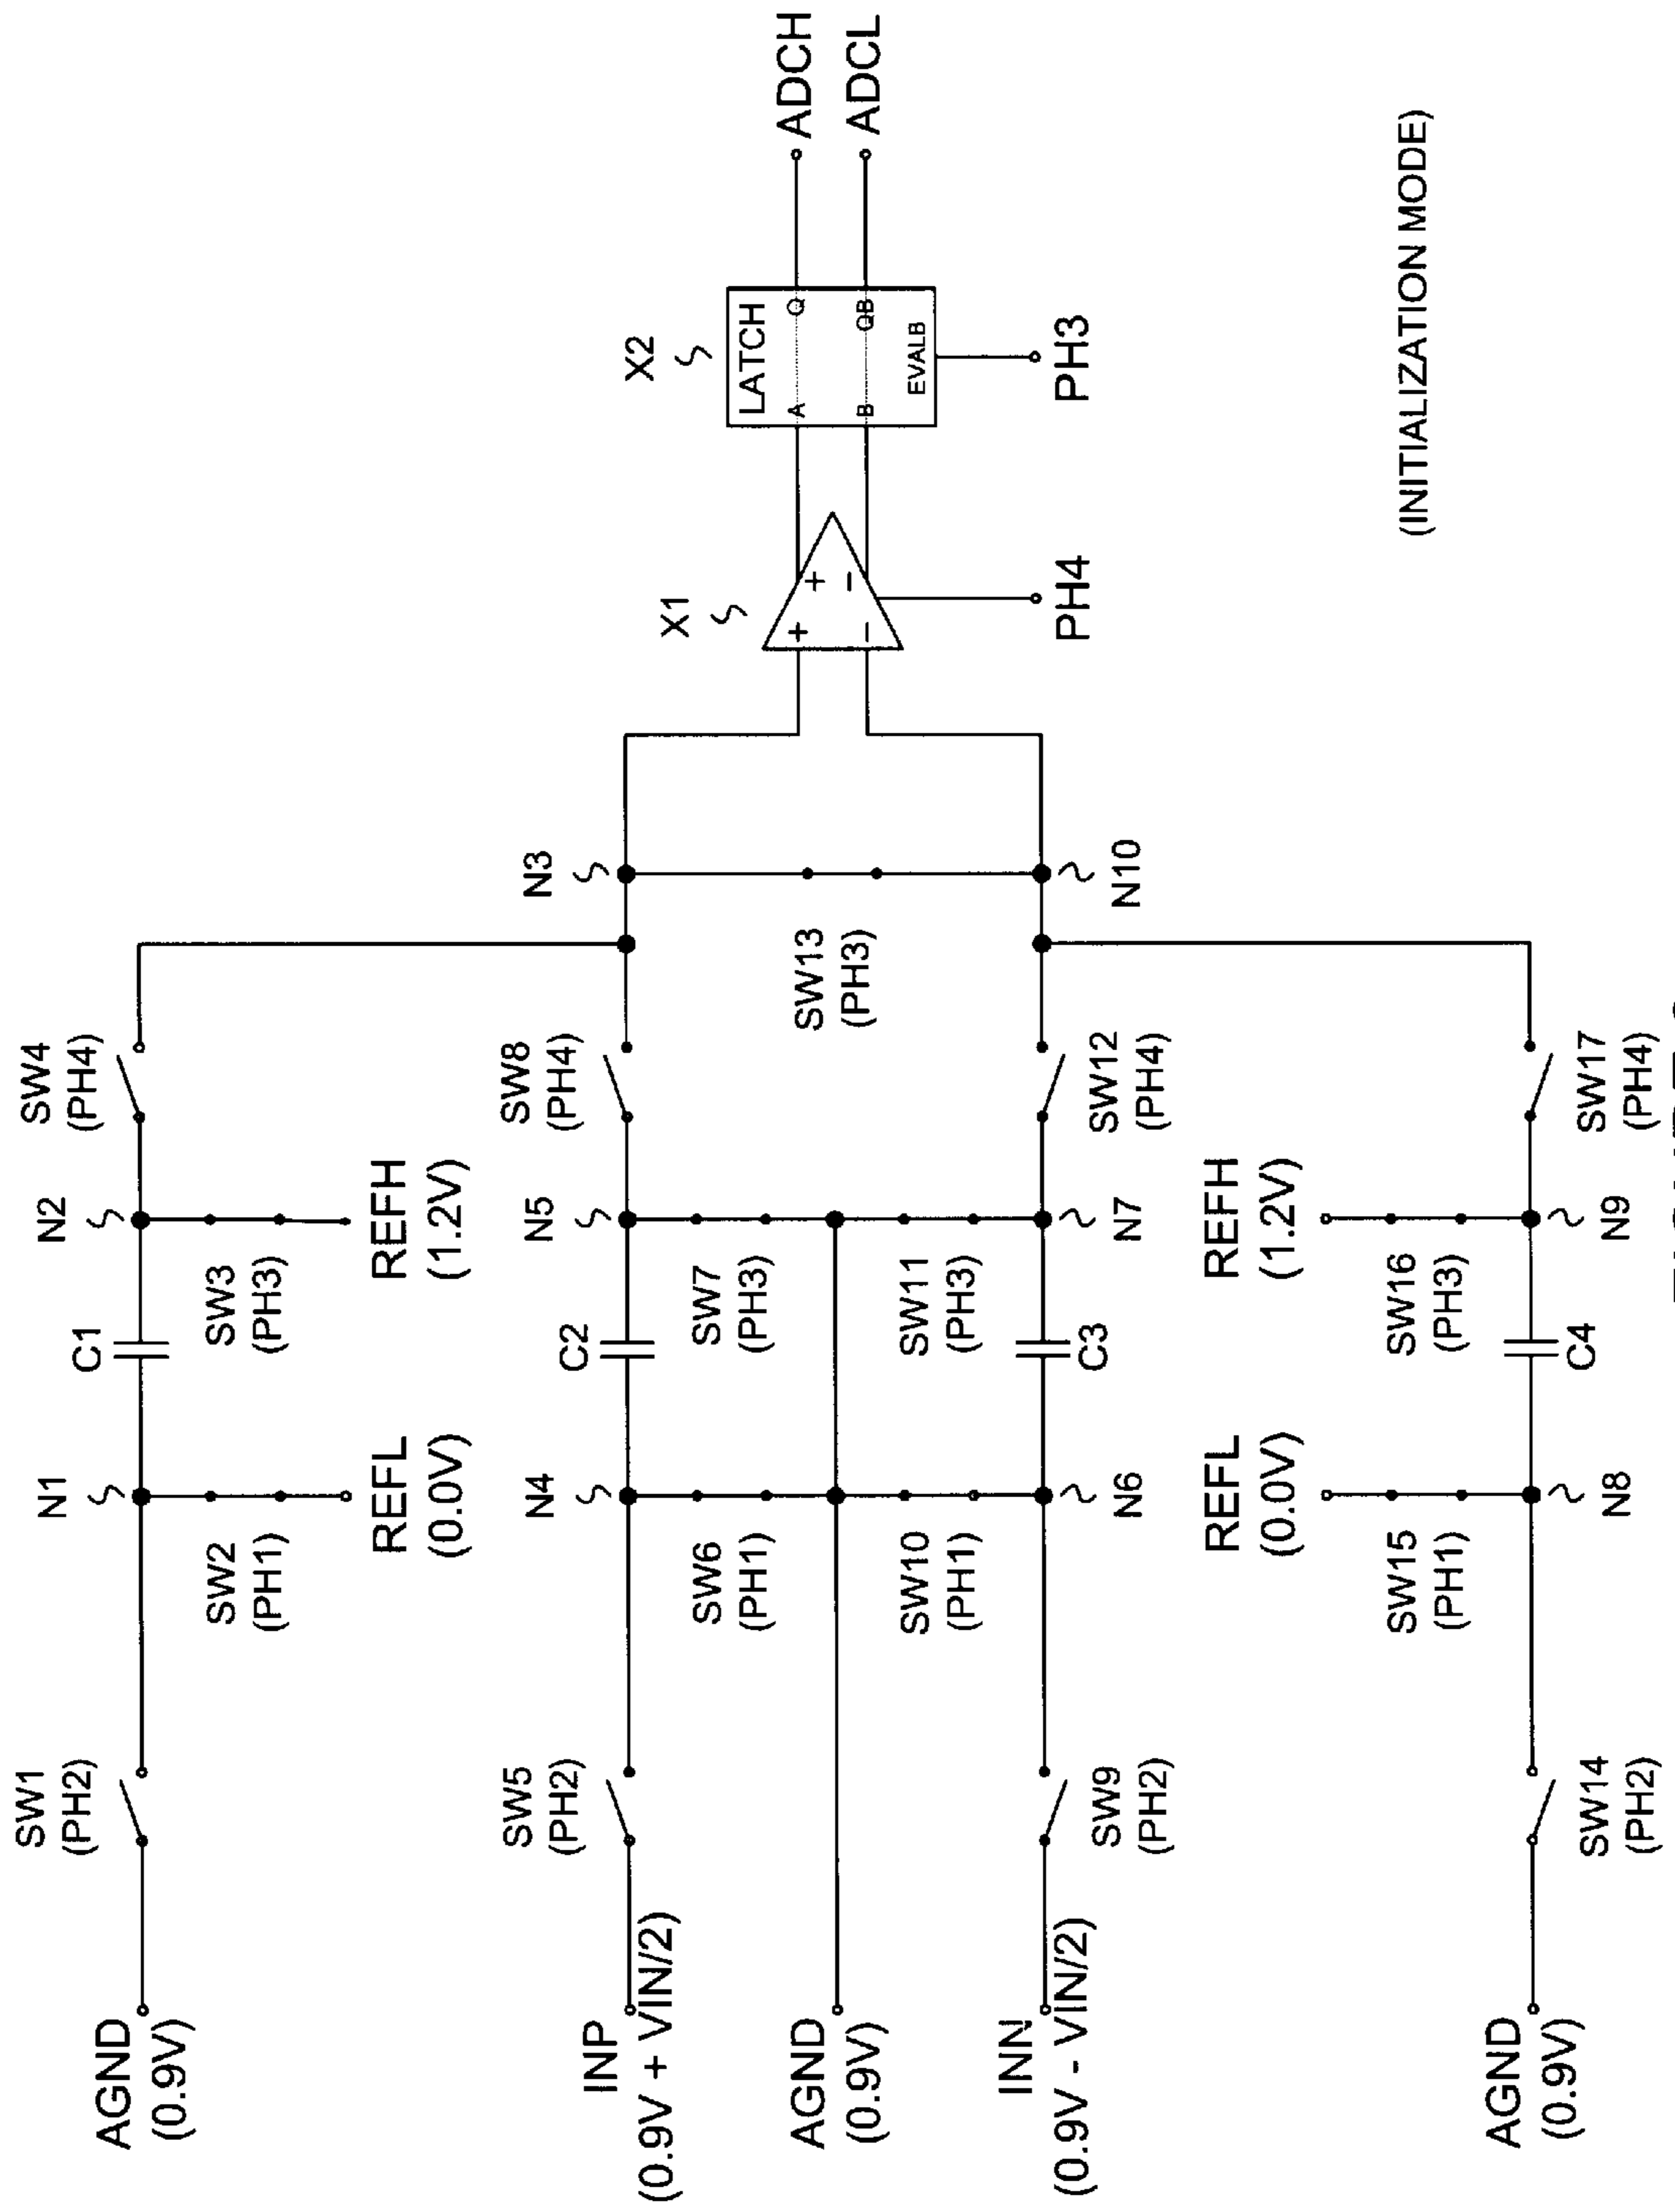 SW1
(PH2)
N1
C1
N2
SW4
(PH4)
AGND
(0.9V)
SW2
(PH1)
REFL
(0.0V)
SW3
(PH3)
REFH
(1.2V)
SW5
(PH2)
N4
C2
N5
SW8
(PH4)
N3
INP
(0.9V + VIN/2)
SW6
(PH1)
SW7
(PH3)
SW13
(PH3)
X1
+
+
−
−
PH4
X2
LATCH
A
Q
B
QB
EVALB
PH3
ADCH
ADCL
AGND
(0.9V)
SW10
(PH1)
SW11
(PH3)
INN
(0.9V - VIN/2)
SW9
(PH2)
N6
C3
N7
SW12
(PH4)
N10
REFL
(0.0V)
REFH
(1.2V)
SW15
(PH1)
SW16
(PH3)
AGND
(0.9V)
SW14
(PH2)
N8
C4
N9
SW17
(PH4)
(INITIALIZATION MODE)